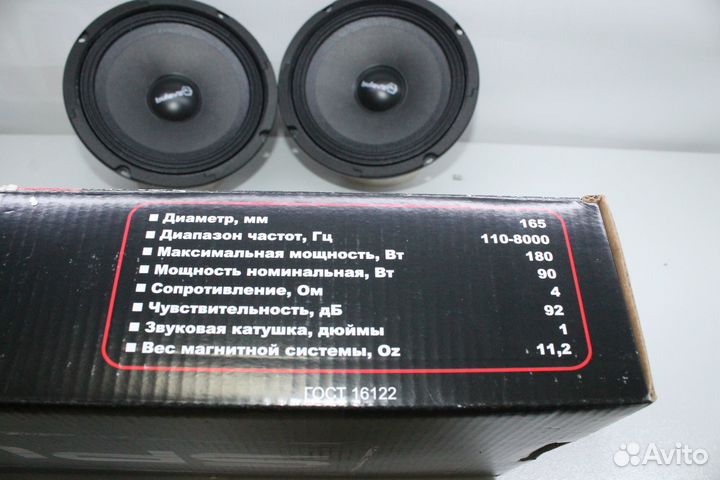 ■ Диаметр, мм 165
■ Диапазон частот, Гц 110-8000
■ Максимальная мощность, Вт 180
■ Мощность номинальная, Вт 90
■ Сопротивление, Ом 4
■ Чувствительность, дБ 92
■ Звуковая катушка, дюймы 1
■ Вес магнитной системы, Oz 11,2
ГОСТ 16122
Avito